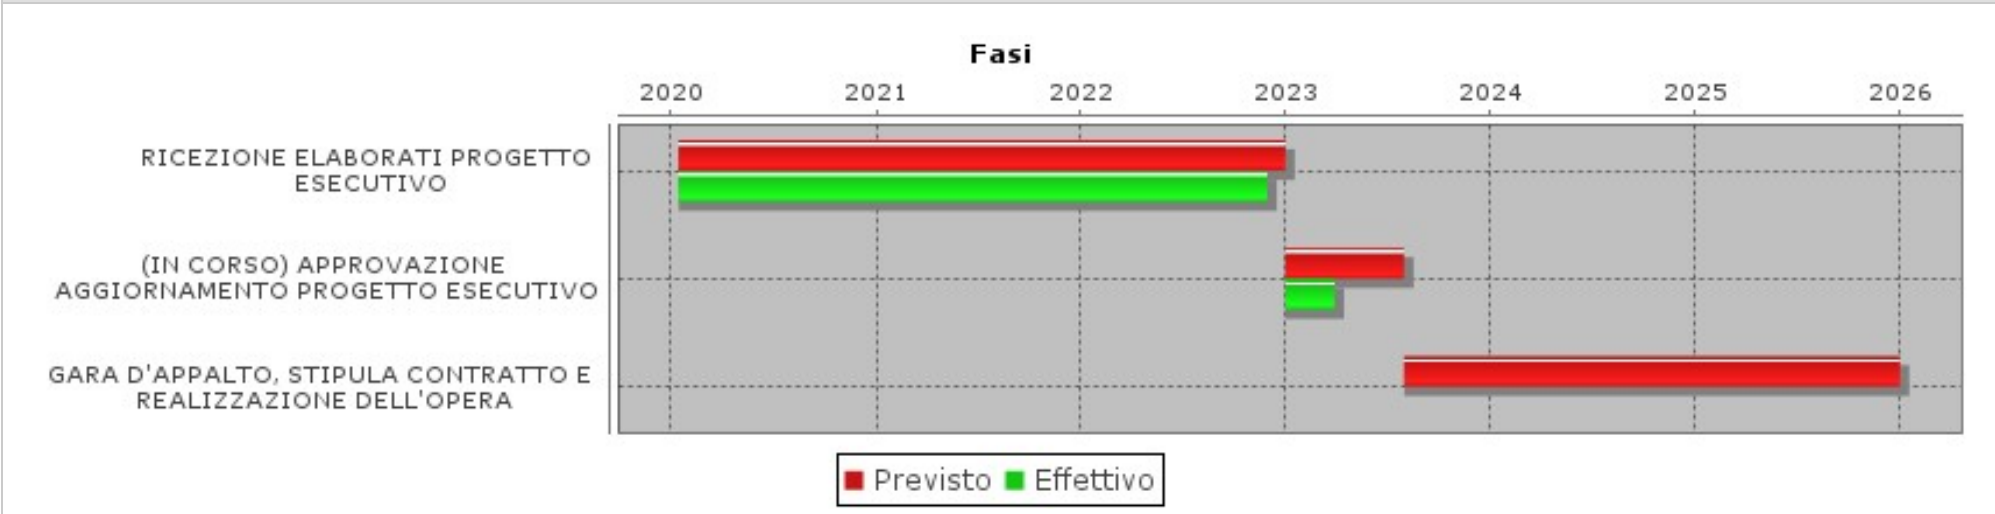 Fasi
2020 2021 2022 2023 2024 2025 2026
RICEZIONE ELABORATI PROGETTO
ESECUTIVO
(IN CORSO) APPROVAZIONE
AGGIORNAMENTO PROGETTO ESECUTIVO
GARA D'APPALTO, STIPULA CONTRATTO E
REALIZZAZIONE DELL'OPERA
Previsto Effettivo